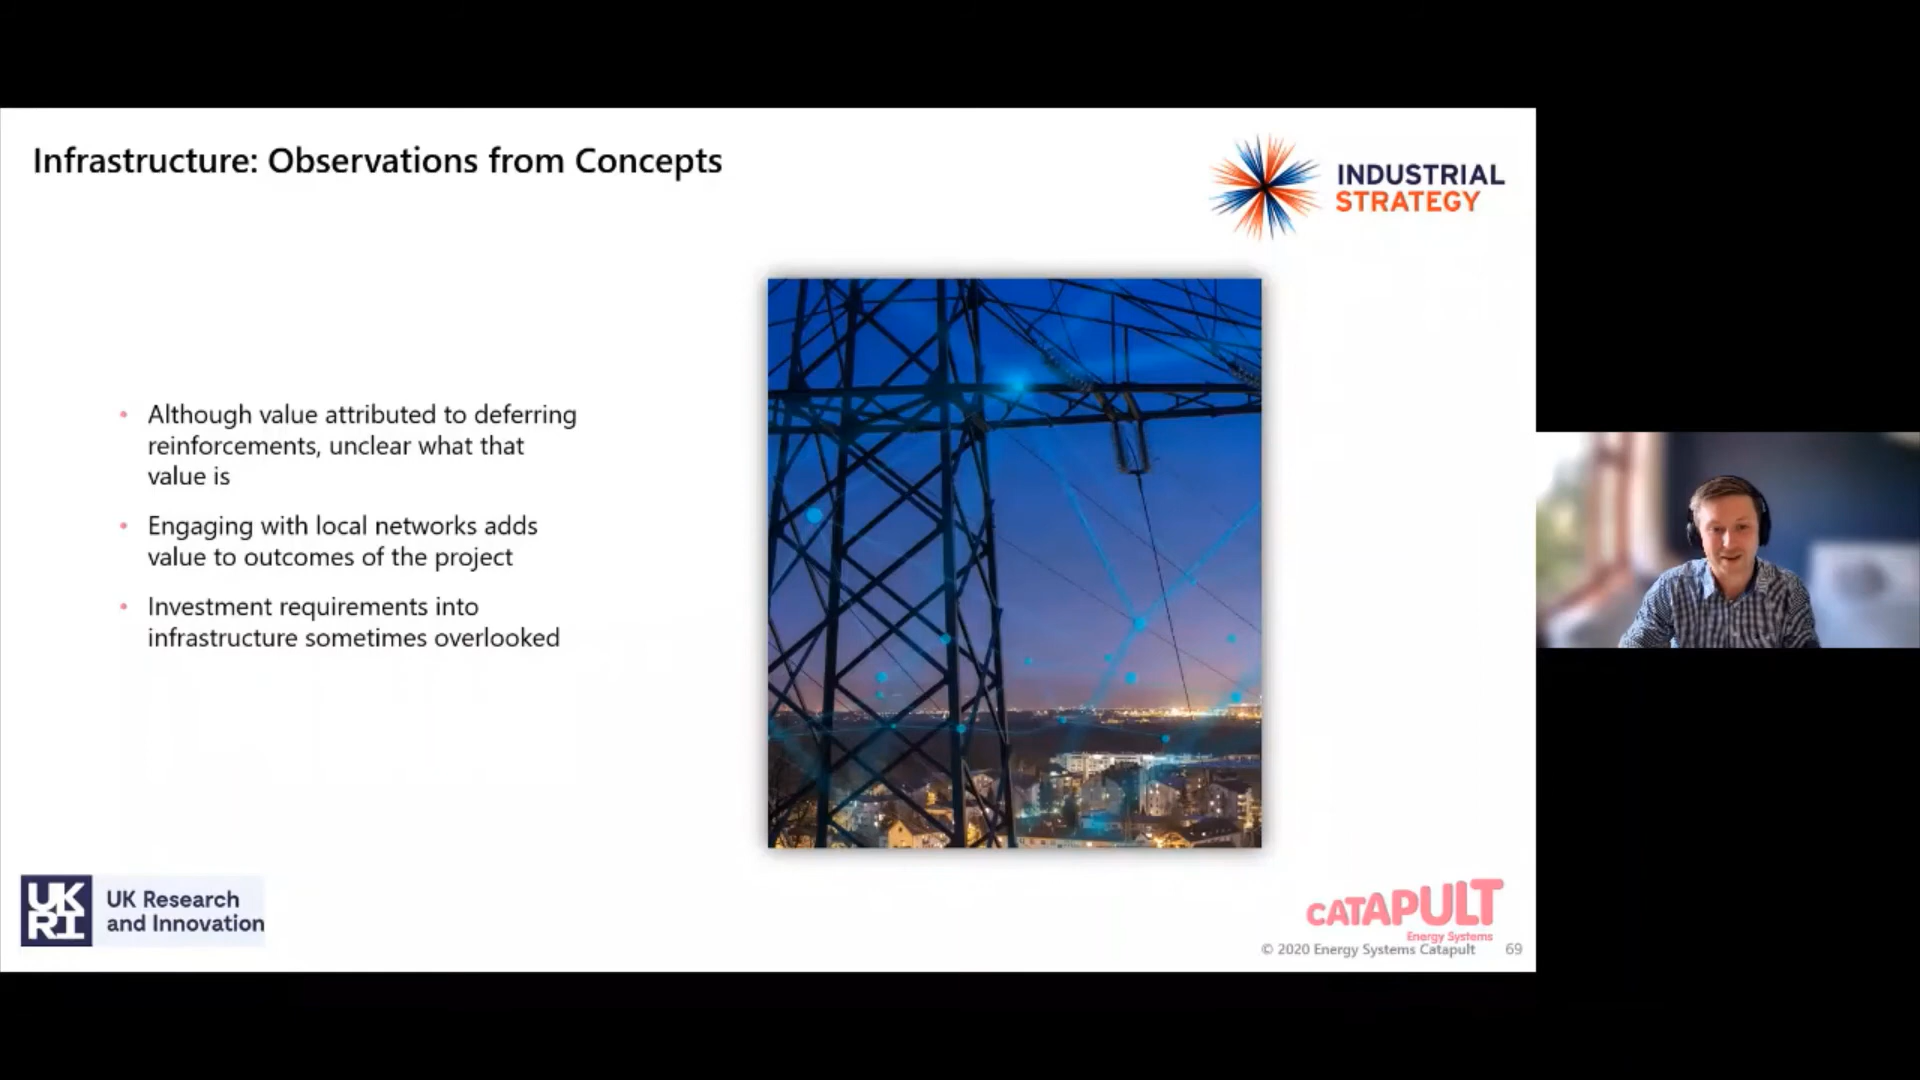 Infrastructure: Observations from Concepts
INDUSTRIAL
STRATEGY
• Although value attributed to deferring
reinforcements, unclear what that
value is
• Engaging with local networks adds
value to outcomes of the project
• Investment requirements into
infrastructure sometimes overlooked
UK
RI
UK Research
and Innovation
CATAPULT
Energy Systems
© 2020 Energy Systems Catapult 69